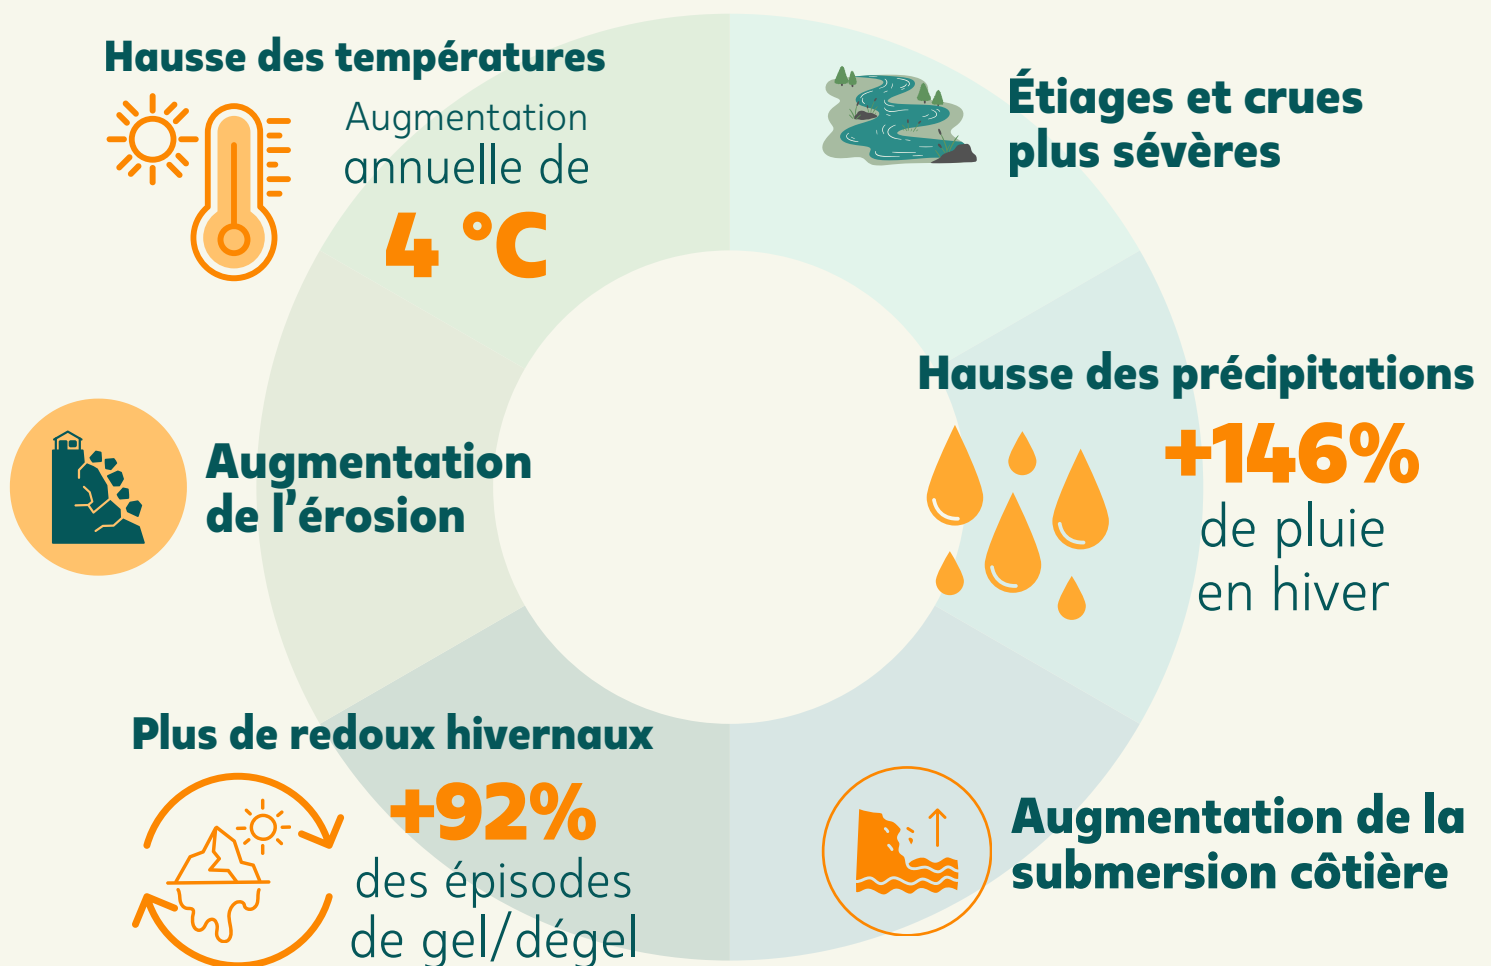 Hausse des températures
Augmentation
annuelle de
4 °C
Étiages et crues
plus sévères
Hausse des précipitations
+146%
de pluie
en hiver
Augmentation
de l'érosion
Plus de redoux hivernaux
+92%
des épisodes
de gel/dégel
Augmentation de la
submersion côtière